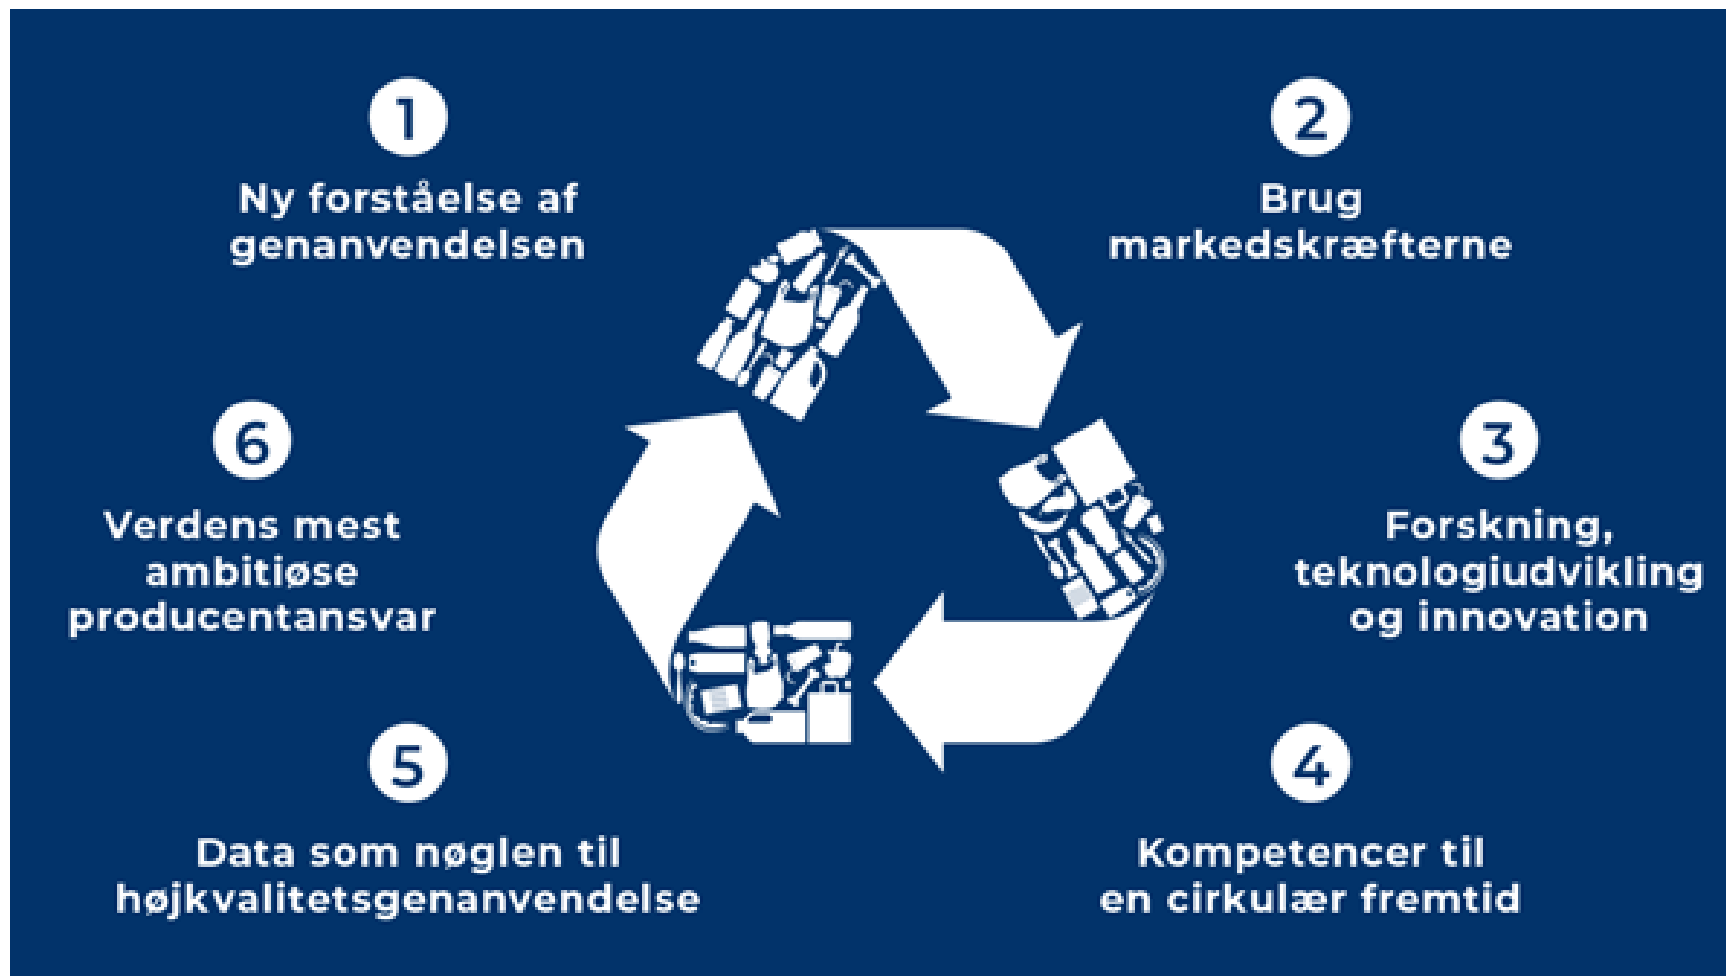 1
Ny forståelse af
genanvendelsen
2
Brug
markedskræfterne
3
Forskning,
teknologiudvikling
og innovation
4
Kompetencer til
en cirkulær fremtid
5
Data som nøglen til
højkvalitetsgenanvendelse
6
Verdens mest
ambitiøse
producentansvar